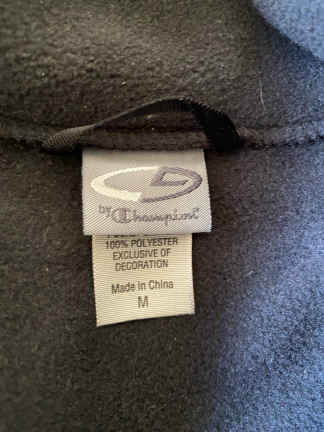 by Champion
100% POLYESTER
EXCLUSIVE OF
DECORATION
Made in China
M